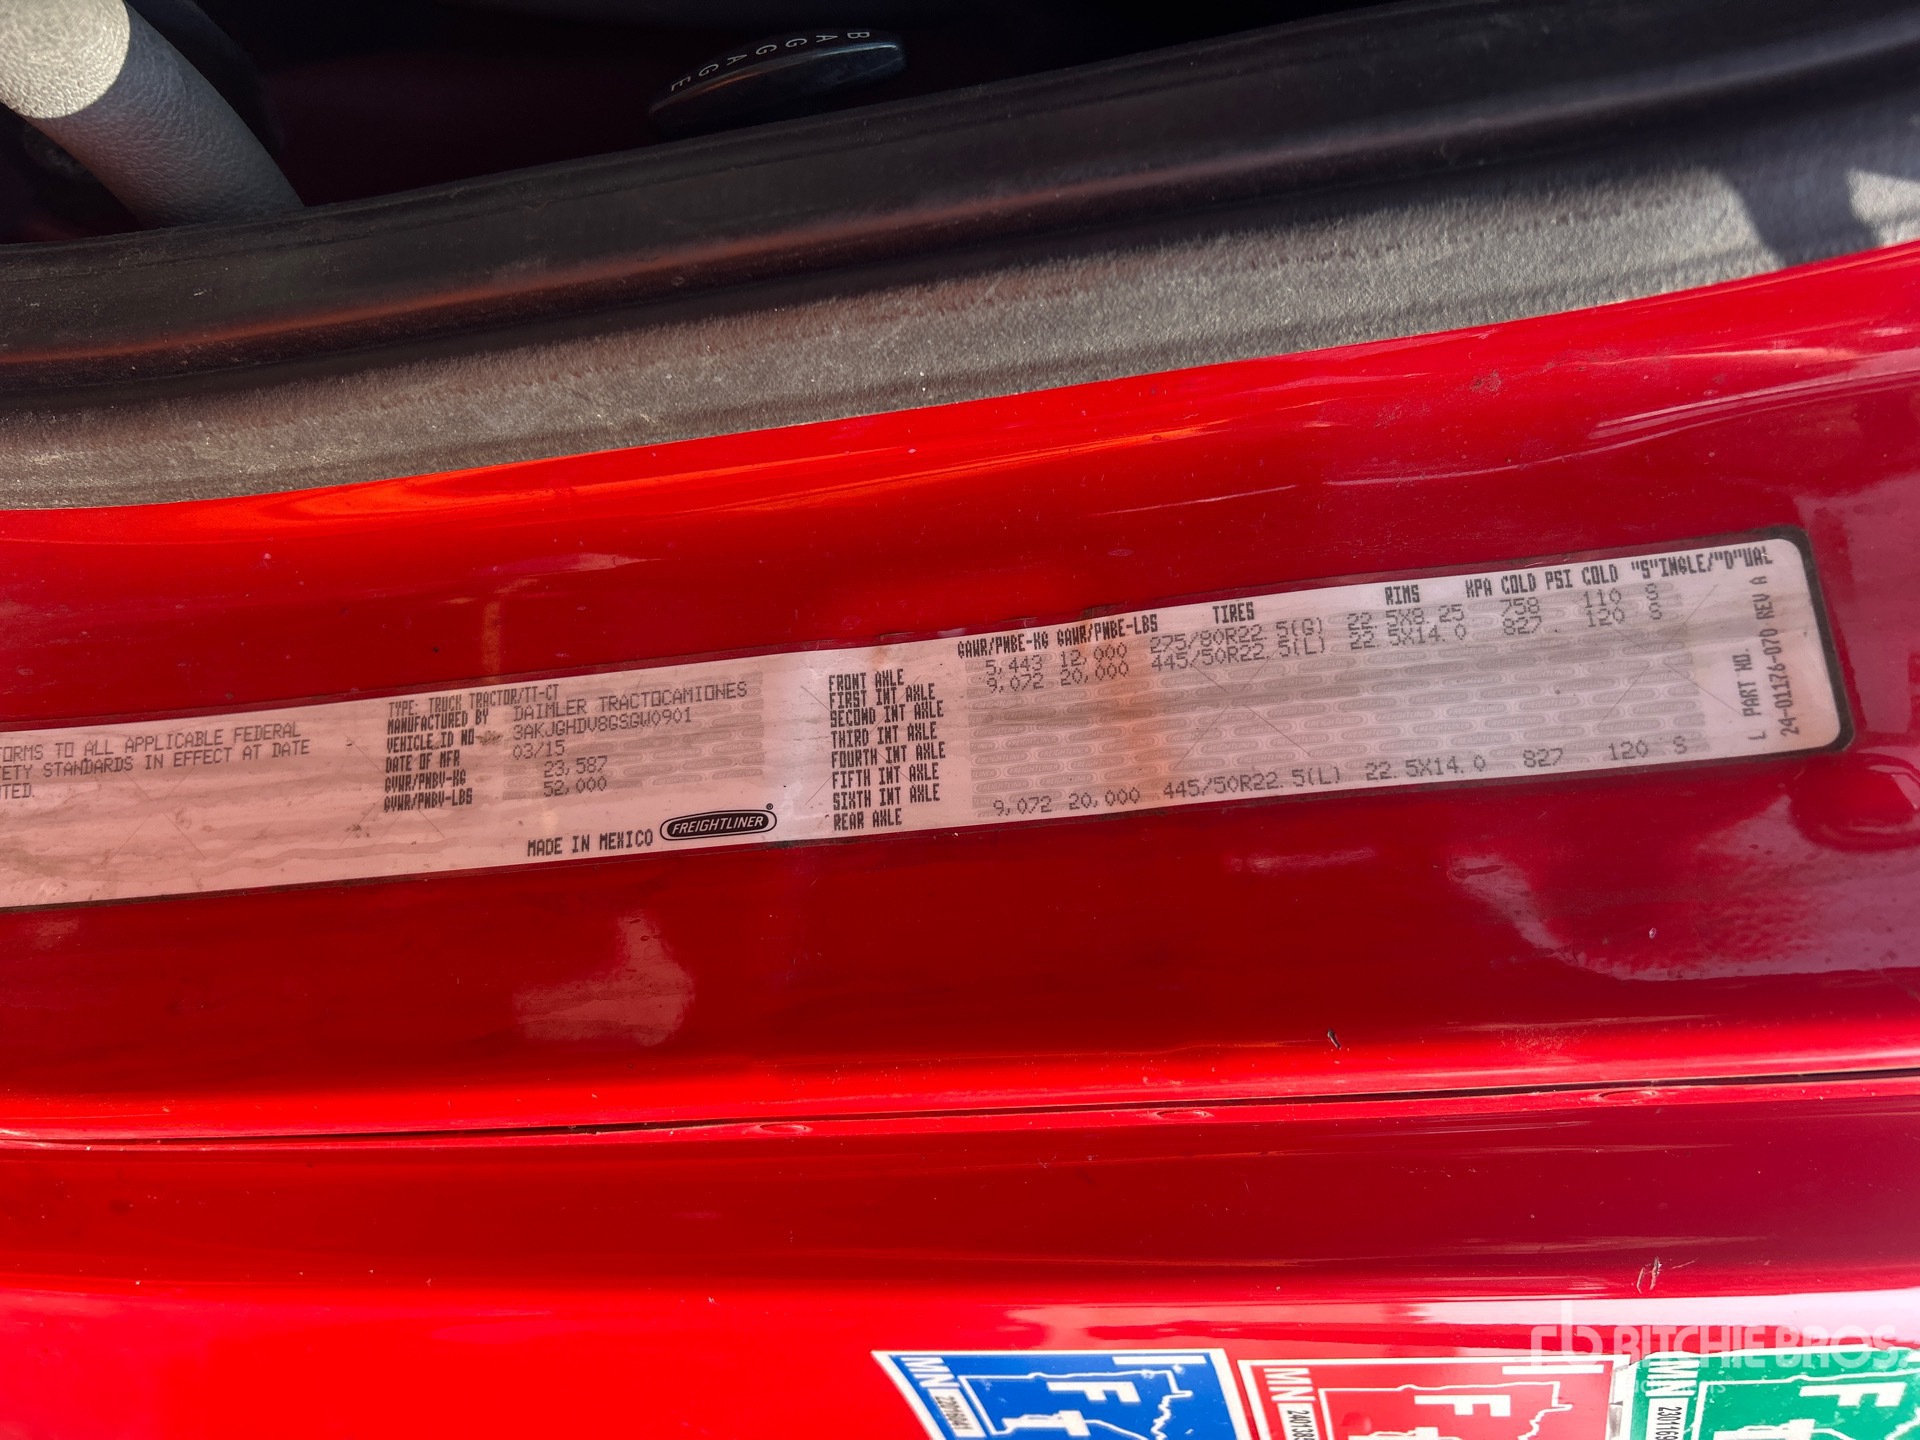 BAGGAGE
FORMS TO ALL APPLICABLE FEDERAL
ETY STANDARDS IN EFFECT AT DATE
TED.
TYPE: TRUCK TRACTOR/TT-CT
MANUFACTURED BY DAIMLER TRACTOCAMIONES
VEHICLE ID NO 3AKJGHDV8GSGW0901
DATE OF MFR 03/15
GVWR/PNBV-KG 23,587
GVWR/PNBV-LBS 52,000
MADE IN MEXICO FREIGHTLINER®
GAWR/PNBE-KG GAWR/PNBE-LBS TIRES RIMS KPA COLD PSI COLD "S"INGLE/"D"UAL
FRONT AXLE 5,443 12,000 275/80R22.5(G) 22.5X8.25 758 110 S
FIRST INT AXLE 9,072 20,000 445/50R22.5(L) 22.5X14.0 827 120 S
SECOND INT AXLE
THIRD INT AXLE
FOURTH INT AXLE
FIFTH INT AXLE
SIXTH INT AXLE
REAR AXLE 9,072 20,000 445/50R22.5(L) 22.5X14.0 827 120 S
L PART NO.
24-01176-070 REV A
MN
F
MN
F
MN
F
rb RITCHIE BROS.